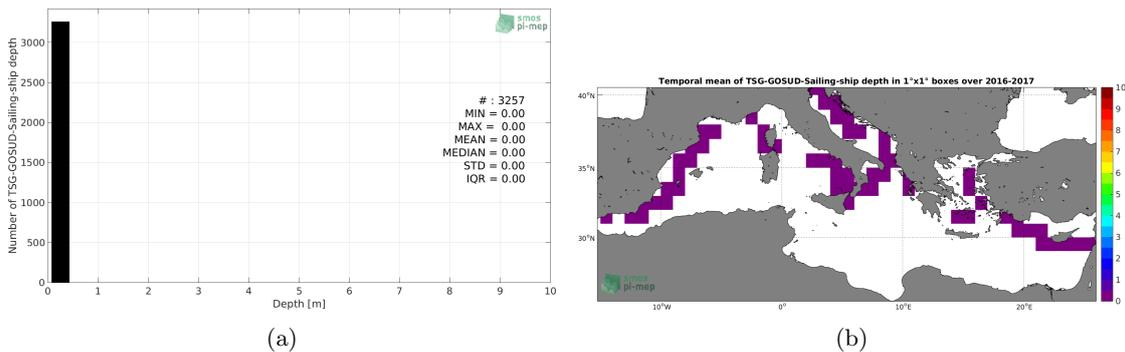 smos
pi-mep
Number of TSG-GOSUD-Sailing-ship depth
3000
2500
2000
1500
1000
500
0
# : 3257
MIN = 0.00
MAX = 0.00
MEAN = 0.00
MEDIAN = 0.00
STD = 0.00
IQR = 0.00
0 1 2 3 4 5 6 7 8 9 10
Depth [m]
(a)
Temporal mean of TSG-GOSUD-Sailing-ship depth in 1°x1° boxes over 2016-2017
40°N
35°N
30°N
10°W 0° 10°E 20°E
smos
pi-mep
10
9
8
7
6
5
4
3
2
1
0
(b)